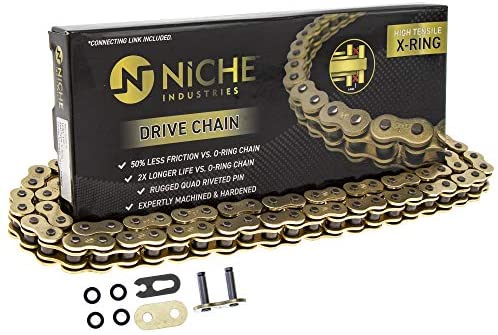 *CONNECTING LINK INCLUDED.
HIGH TENSILE
X-RING
NICHE
INDUSTRIES
DRIVE CHAIN
✓ 50% LESS FRICTION VS. O-RING CHAIN
✓ 2X LONGER LIFE VS. O-RING CHAIN
✓ RUGGED QUAD RIVETED PIN
✓ EXPERTLY MACHINED & HARDENED